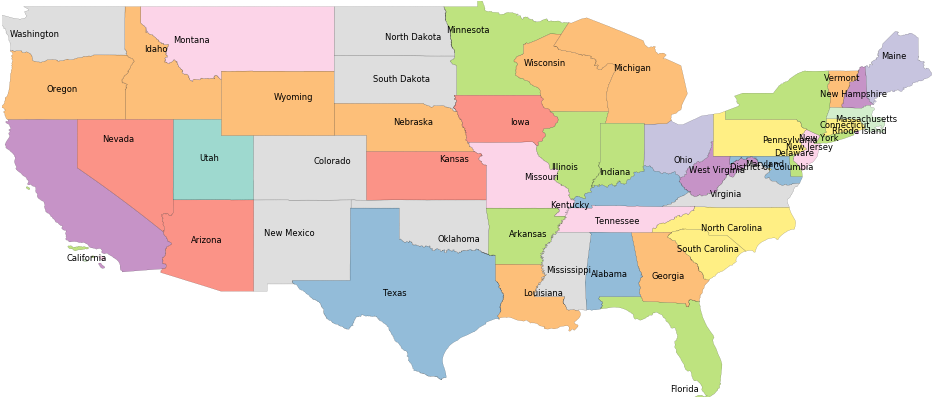 Washington
Montana
Idaho
North Dakota
Minnesota
Maine
Wisconsin
Michigan
South Dakota
Oregon
Wyoming
Vermont
New Hampshire
Nebraska
Iowa
Massachusetts
Connecticut
Rhode Island
Nevada
New York
Pennsylvania
New Jersey
Delaware
Utah
Colorado
Kansas
Illinois
Indiana
Ohio
Maryland
District of Columbia
West Virginia
Missouri
Virginia
Kentucky
Tennessee
North Carolina
Arkansas
New Mexico
Oklahoma
Arizona
South Carolina
California
Mississippi
Alabama
Georgia
Texas
Louisiana
Florida